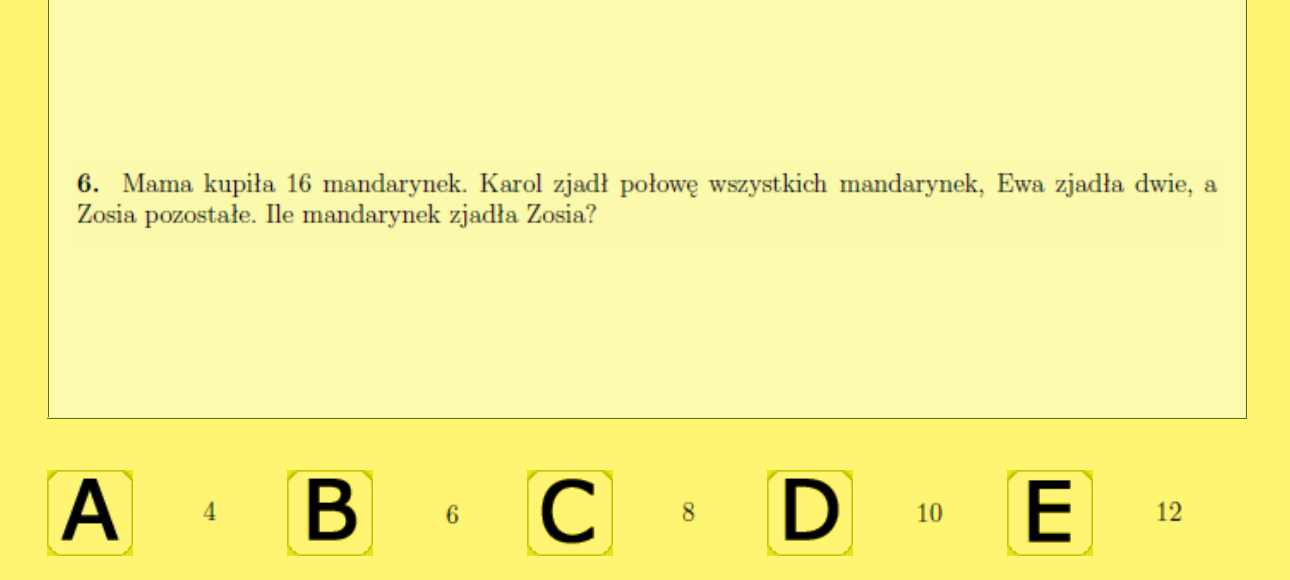 6. Mama kupiła 16 mandarynek. Karol zjadł połowę wszystkich mandarynek, Ewa zjadła dwie, a
Zosia pozostałe. Ile mandarynek zjadła Zosia?
A 4 B 6 C 8 D 10 E 12